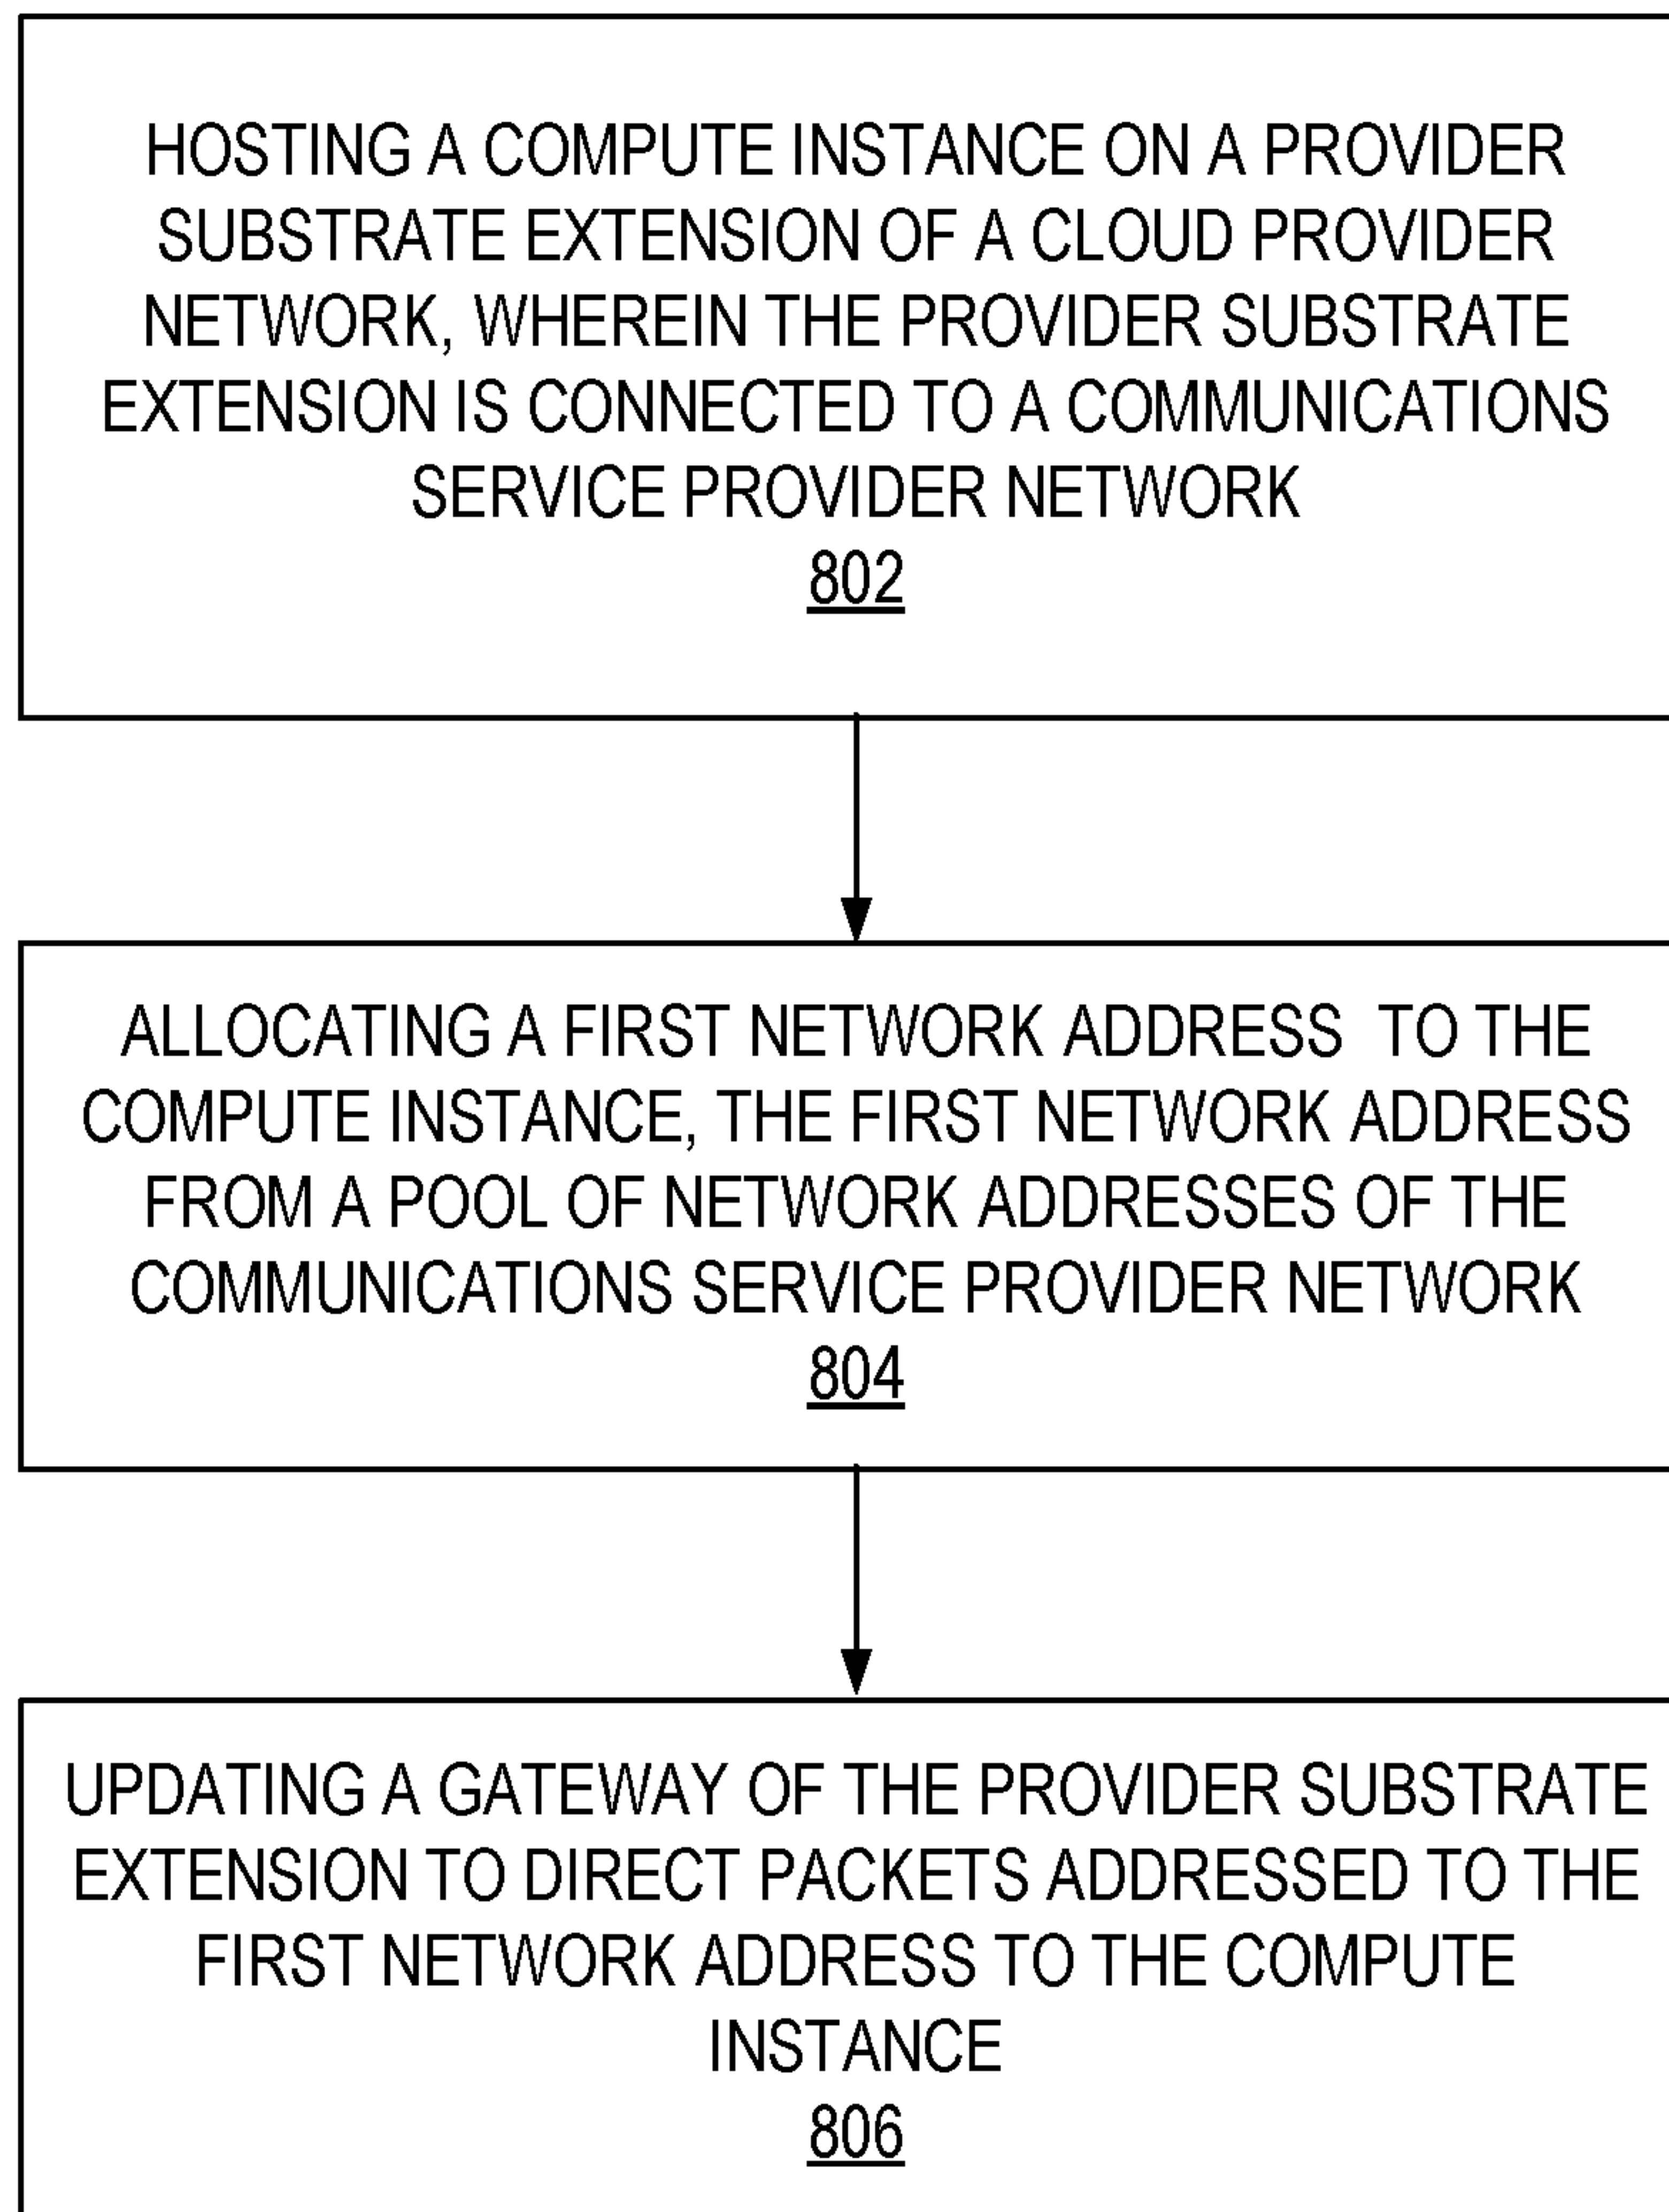 HOSTING A COMPUTE INSTANCE ON A PROVIDER
SUBSTRATE EXTENSION OF A CLOUD PROVIDER
NETWORK, WHEREIN THE PROVIDER SUBSTRATE
EXTENSION IS CONNECTED TO A COMMUNICATIONS
SERVICE PROVIDER NETWORK
802
ALLOCATING A FIRST NETWORK ADDRESS TO THE
COMPUTE INSTANCE, THE FIRST NETWORK ADDRESS
FROM A POOL OF NETWORK ADDRESSES OF THE
COMMUNICATIONS SERVICE PROVIDER NETWORK
804
UPDATING A GATEWAY OF THE PROVIDER SUBSTRATE
EXTENSION TO DIRECT PACKETS ADDRESSED TO THE
FIRST NETWORK ADDRESS TO THE COMPUTE
INSTANCE
806